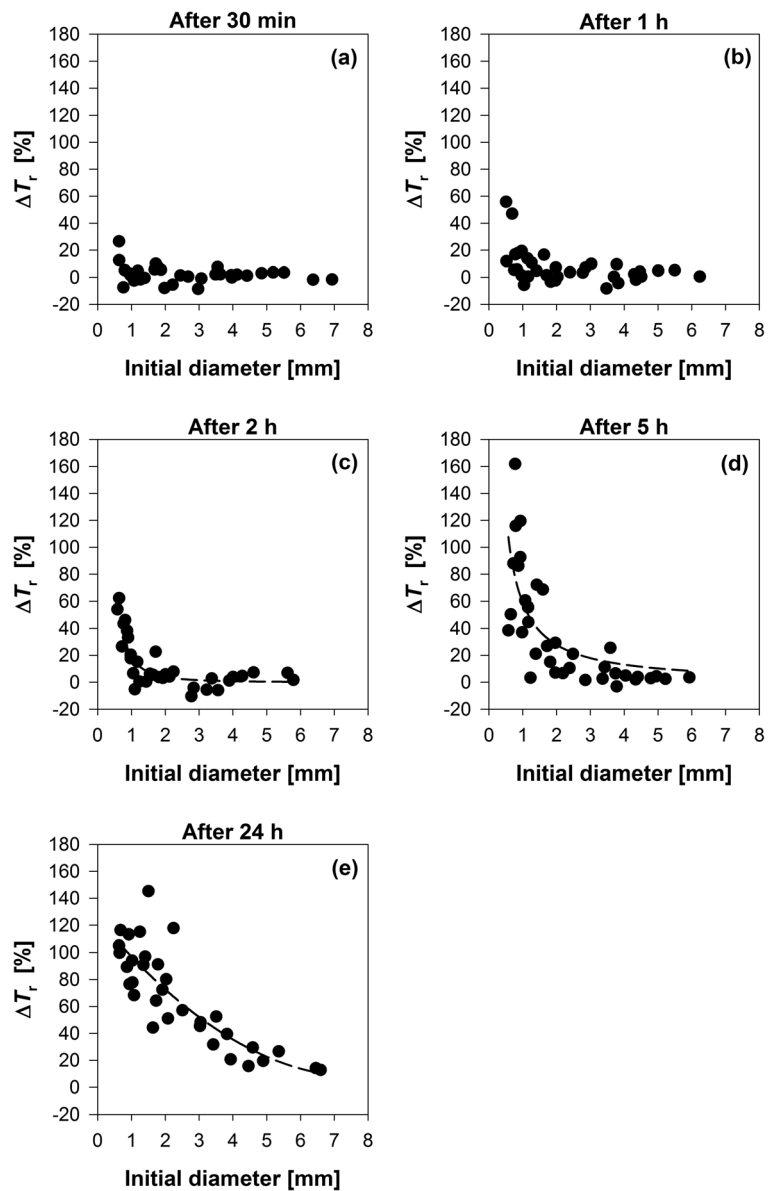 After 30 min
(a)
180
160
140
120
100
80
60
40
20
0
-20
ΔTr [%]
0 1 2 3 4 5 6 7 8
Initial diameter [mm]
After 1 h
(b)
180
160
140
120
100
80
60
40
20
0
-20
ΔTr [%]
0 1 2 3 4 5 6 7 8
Initial diameter [mm]
After 2 h
(c)
180
160
140
120
100
80
60
40
20
0
-20
ΔTr [%]
0 1 2 3 4 5 6 7 8
Initial diameter [mm]
After 5 h
(d)
180
160
140
120
100
80
60
40
20
0
-20
ΔTr [%]
0 1 2 3 4 5 6 7 8
Initial diameter [mm]
After 24 h
(e)
180
160
140
120
100
80
60
40
20
0
-20
ΔTr [%]
0 1 2 3 4 5 6 7 8
Initial diameter [mm]